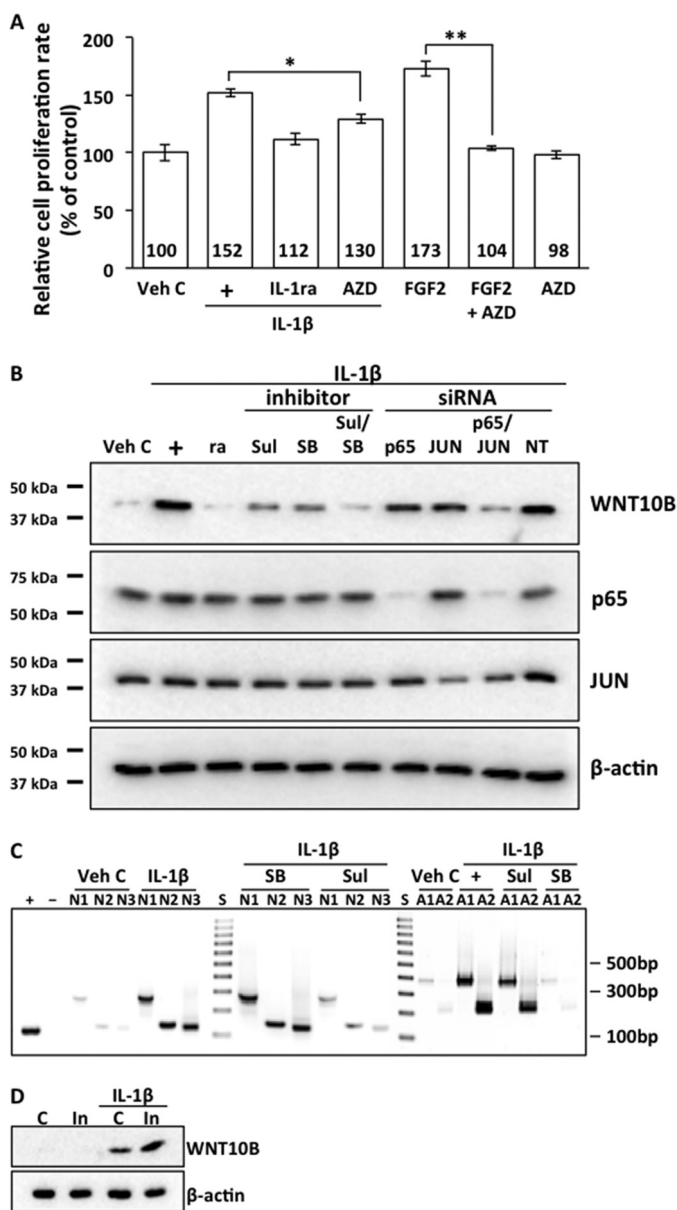 A
Relative cell proliferation rate
(% of control)
200
150
100
50
0
*
**
100 152 112 130 173 104 98
Veh C + IL-1ra AZD FGF2 FGF2 + AZD AZD
IL-1β
B
IL-1β
inhibitor siRNA
Veh C + ra Sul SB Sul/SB p65 JUN p65/JUN NT
50 kDa
37 kDa
WNT10B
75 kDa
50 kDa
p65
50 kDa
37 kDa
JUN
50 kDa
37 kDa
β-actin
C
IL-1β IL-1β
Veh C IL-1β SB Sul Veh C + Sul SB
+ – N1 N2 N3 N1 N2 N3 S N1 N2 N3 N1 N2 N3 S A1 A2 A1 A2 A1 A2 A1 A2
500bp
300bp
100bp
D
IL-1β
C In C In
WNT10B
β-actin